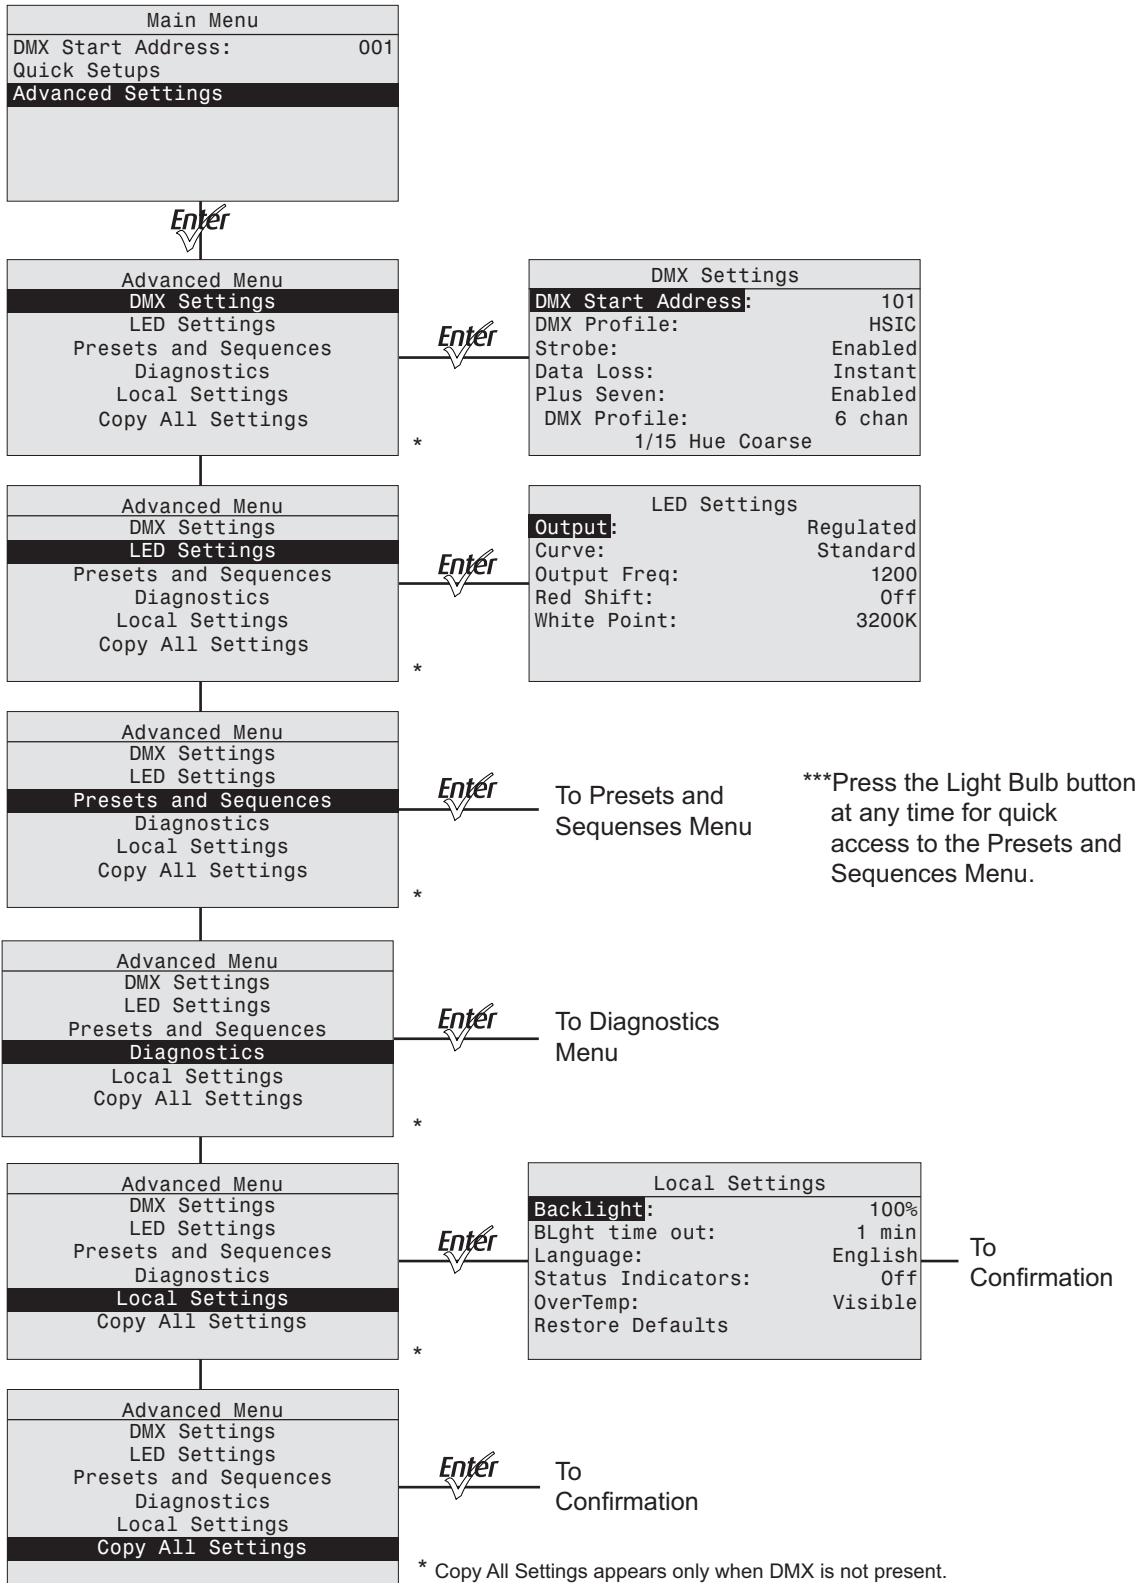 Main Menu
DMX Start Address: 001
Quick Setups
Advanced Settings
Enter
Advanced Menu
DMX Settings
LED Settings
Presets and Sequences
Diagnostics
Local Settings
Copy All Settings
*
Enter
DMX Settings
DMX Start Address: 101
DMX Profile: HSIC
Strobe: Enabled
Data Loss: Instant
Plus Seven: Enabled
DMX Profile: 6 chan
1/15 Hue Coarse
Advanced Menu
DMX Settings
LED Settings
Presets and Sequences
Diagnostics
Local Settings
Copy All Settings
*
Enter
LED Settings
Output: Regulated
Curve: Standard
Output Freq: 1200
Red Shift: Off
White Point: 3200K
Advanced Menu
DMX Settings
LED Settings
Presets and Sequences
Diagnostics
Local Settings
Copy All Settings
*
Enter
To Presets and
Sequenses Menu
***Press the Light Bulb button
at any time for quick
access to the Presets and
Sequences Menu.
Advanced Menu
DMX Settings
LED Settings
Presets and Sequences
Diagnostics
Local Settings
Copy All Settings
*
Enter
To Diagnostics
Menu
Advanced Menu
DMX Settings
LED Settings
Presets and Sequences
Diagnostics
Local Settings
Copy All Settings
*
Enter
Local Settings
Backlight: 100%
BLght time out: 1 min
Language: English
Status Indicators: Off
OverTemp: Visible
Restore Defaults
To
Confirmation
Advanced Menu
DMX Settings
LED Settings
Presets and Sequences
Diagnostics
Local Settings
Copy All Settings
Enter
To
Confirmation
* Copy All Settings appears only when DMX is not present.